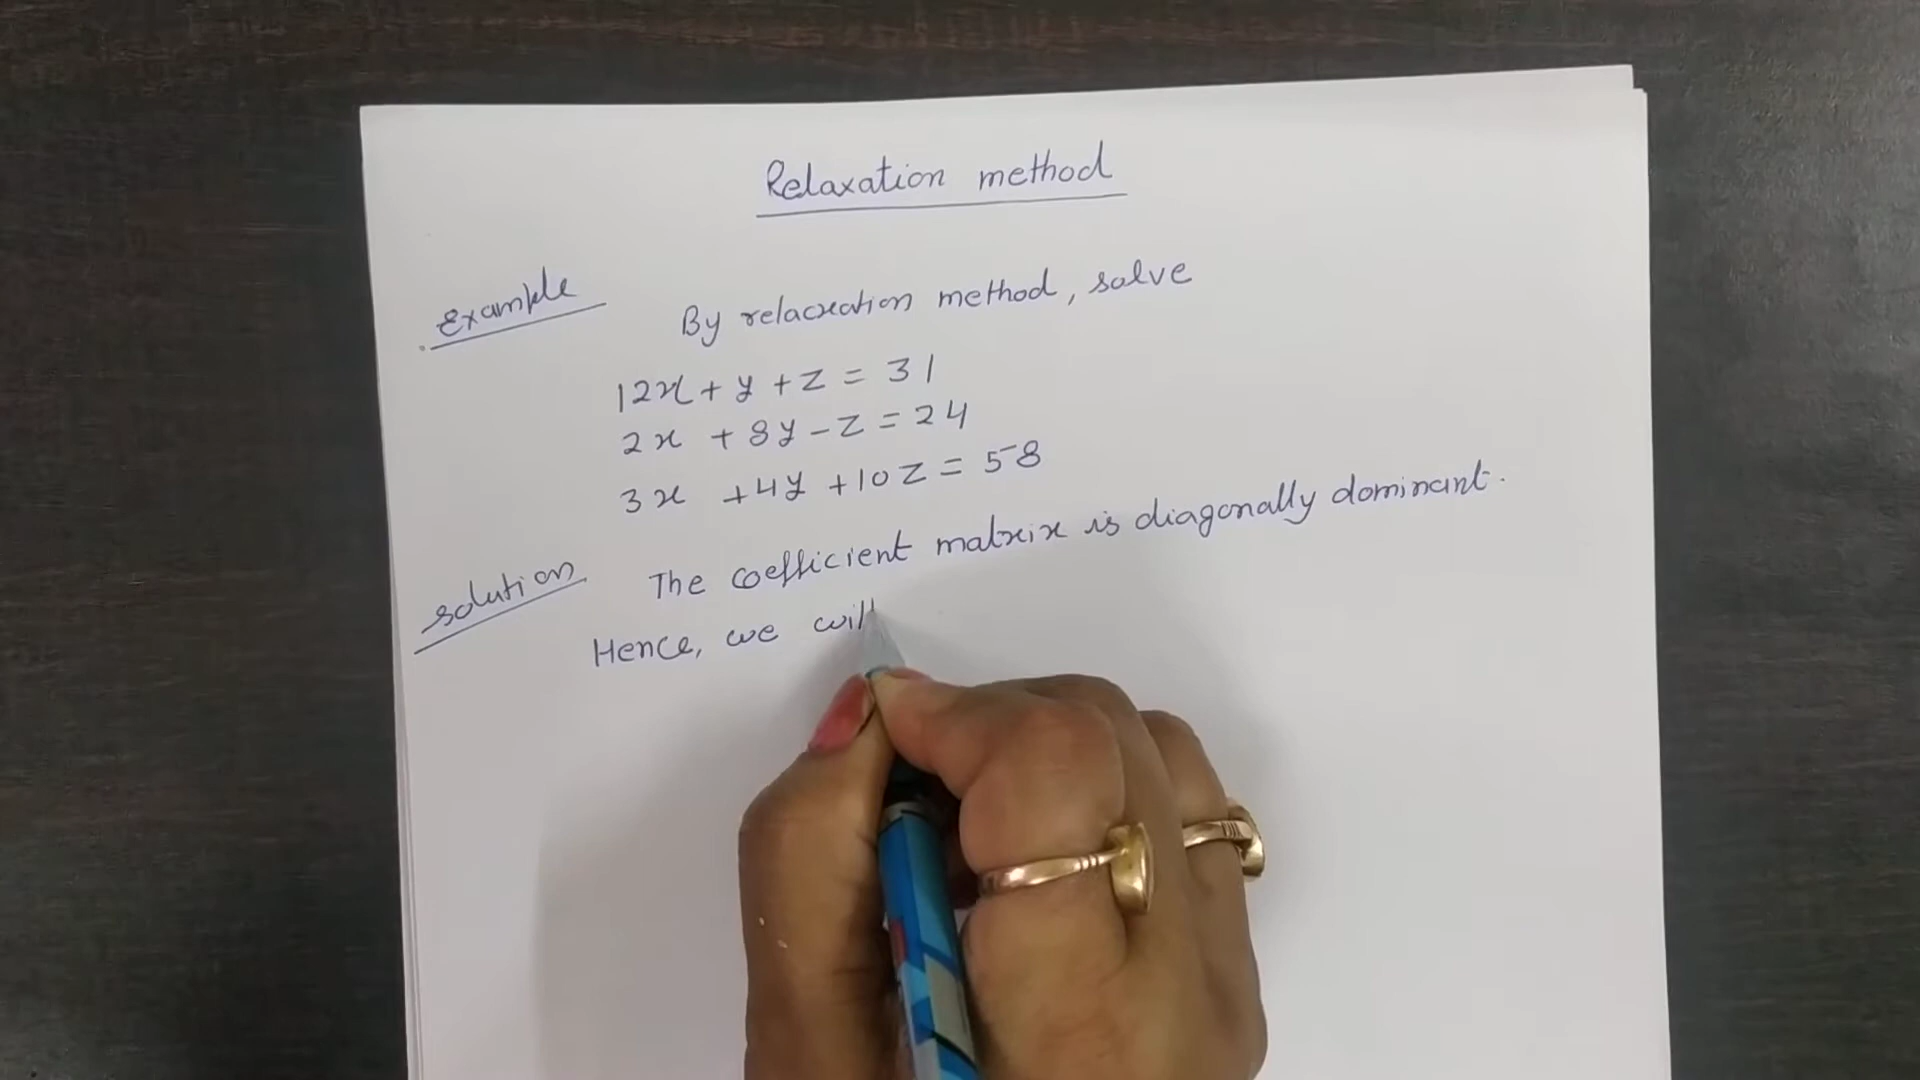 Relaxation method
Example By relaxation method, solve
12x + y + z = 31
2x + 8y - z = 24
3x + 4y + 10z = 58
Solution The coefficient matrix is diagonally dominant.
Hence, we will